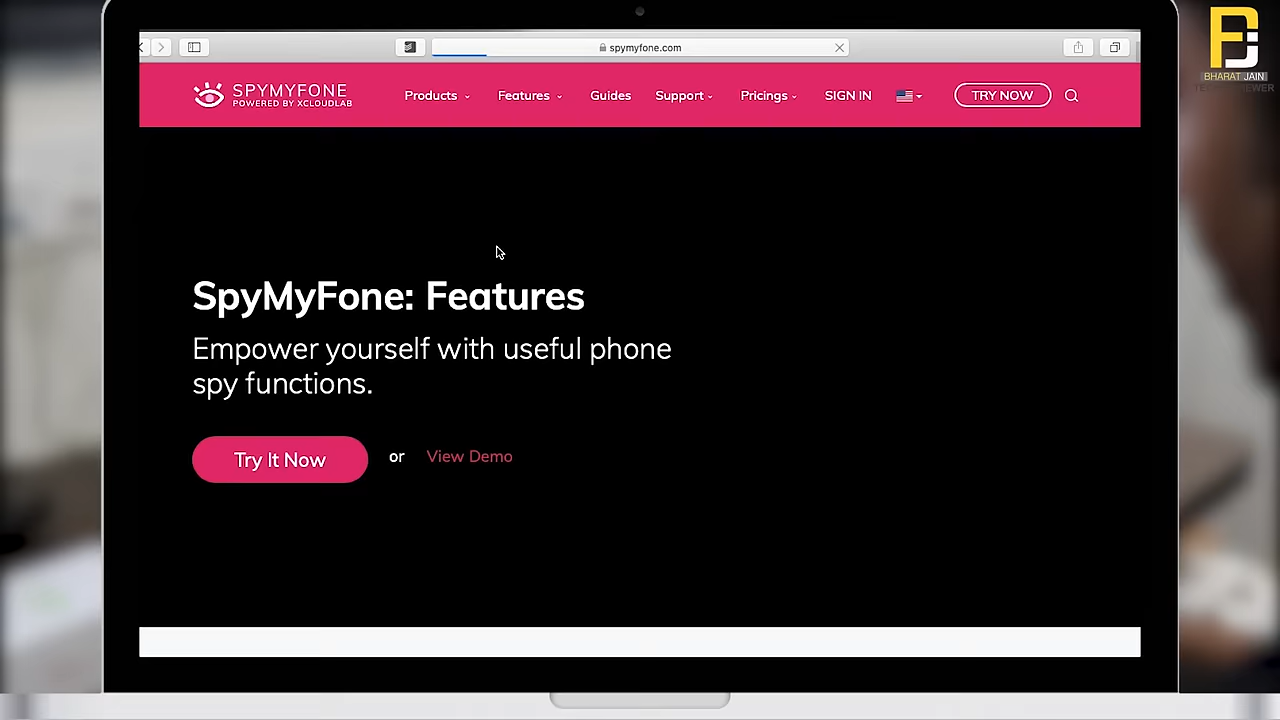 spymyfone.com
BHARAT JAIN
SPYMYFONE
POWERED BY XCLOUDLAB
Products
Features
Guides
Support
Pricings
SIGN IN
TRY NOW
SpyMyFone: Features
Empower yourself with useful phone
spy functions.
Try It Now
or
View Demo